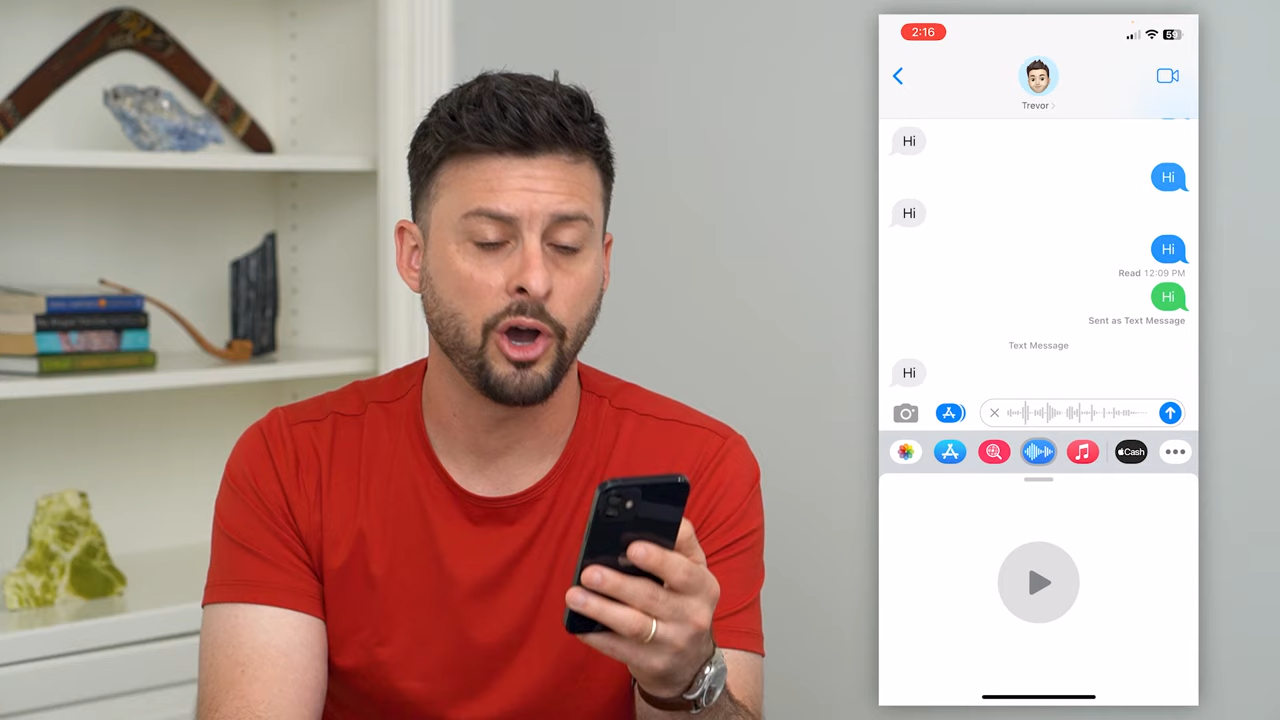 2:16
59
Trevor
Hi
Hi
Hi
Hi
Read 12:09 PM
Hi
Sent as Text Message
Text Message
Hi
Cash